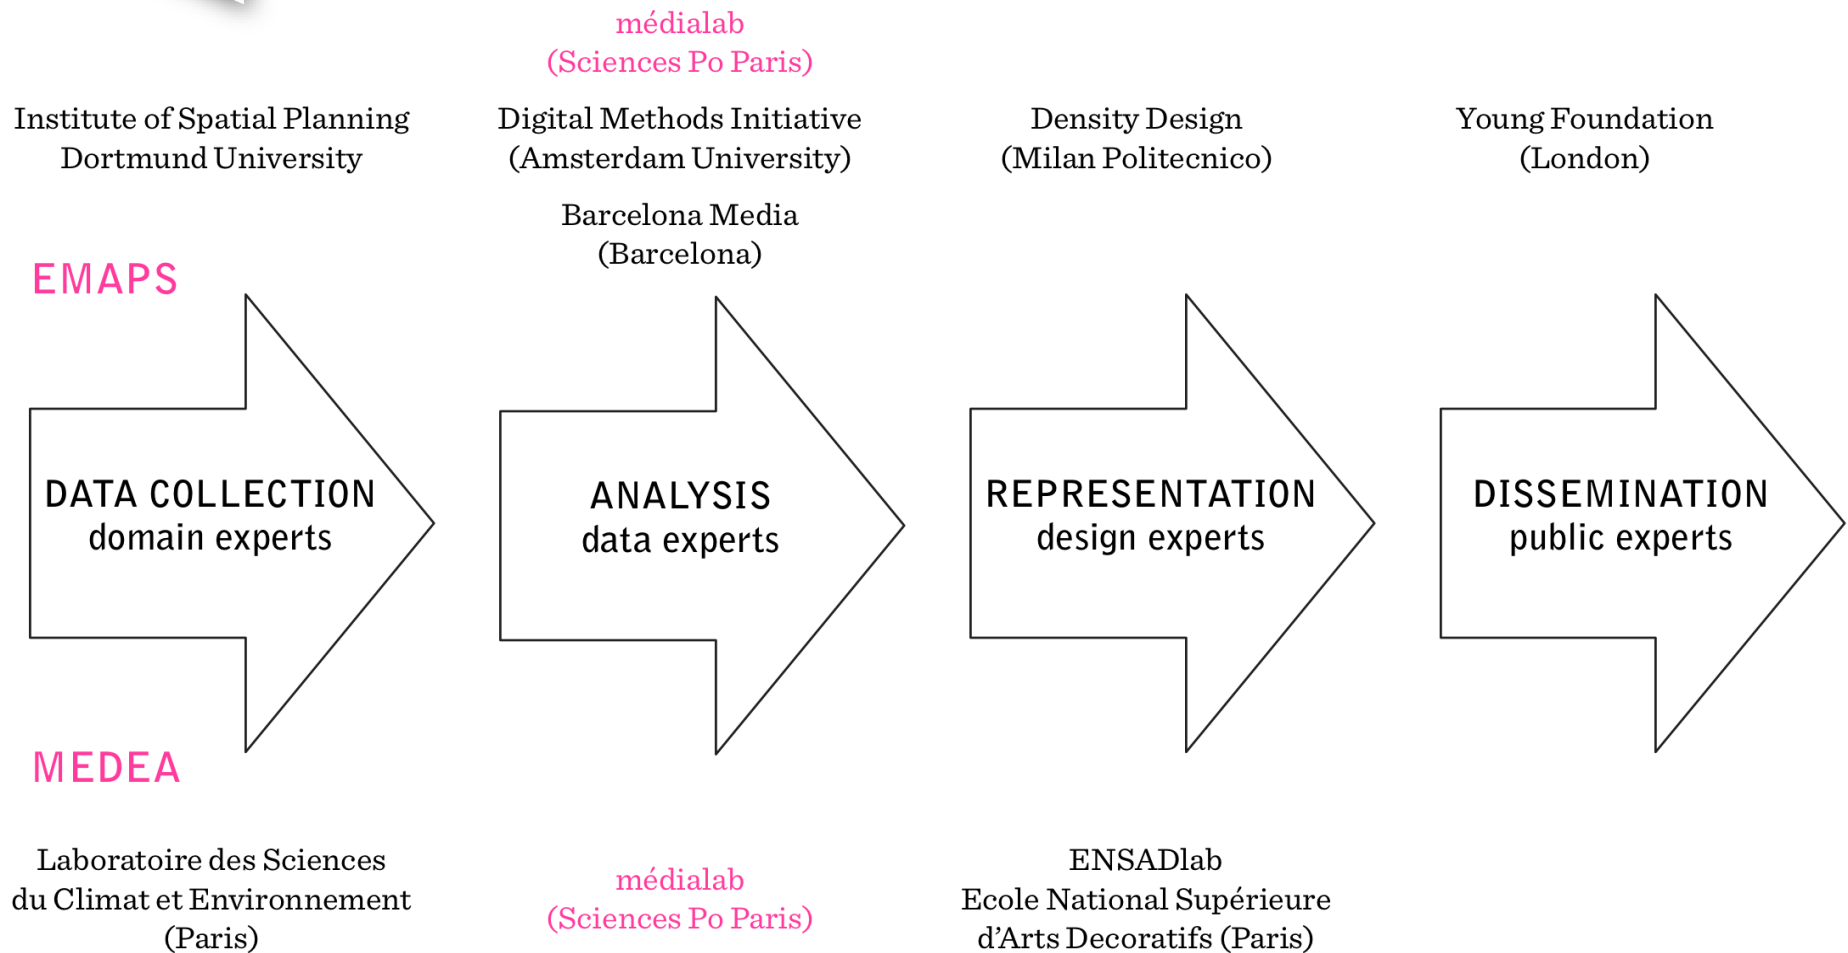 médialab
(Sciences Po Paris)
Institute of Spatial Planning
Dortmund University
Digital Methods Initiative
(Amsterdam University)
Density Design
(Milan Politecnico)
Young Foundation
(London)
Barcelona Media
(Barcelona)
EMAPS
DATA COLLECTION
domain experts
ANALYSIS
data experts
REPRESENTATION
design experts
DISSEMINATION
public experts
MEDEA
Laboratoire des Sciences
du Climat et Environnement
(Paris)
médialab
(Sciences Po Paris)
ENSADlab
Ecole National Supérieure
d’Arts Decoratifs (Paris)